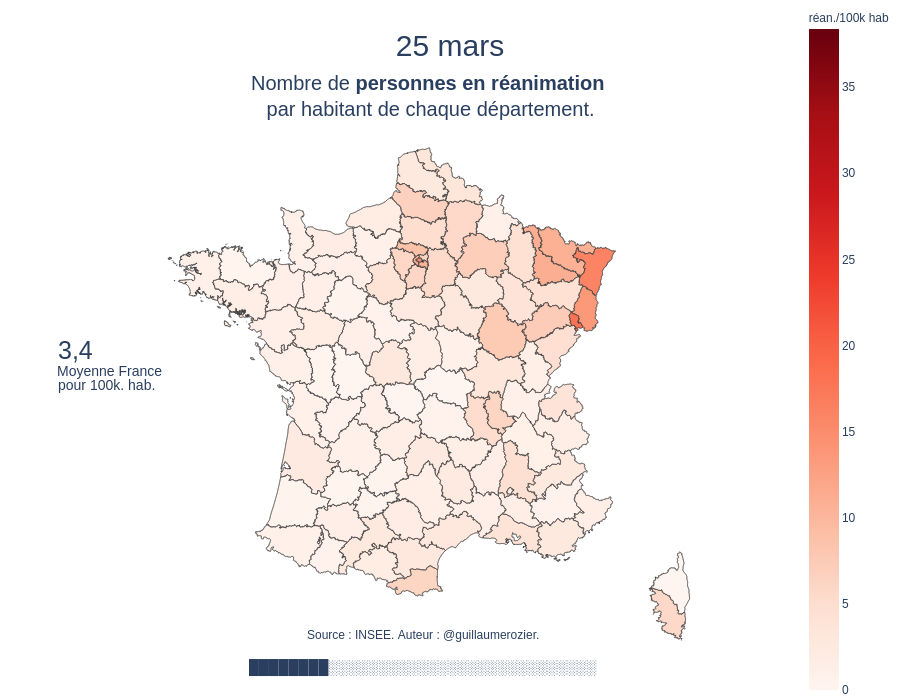 réan./100k hab
25 mars
Nombre de personnes en réanimation
par habitant de chaque département.
35
30
25
20
15
10
5
0
3,4
Moyenne France
pour 100k. hab.
Source : INSEE. Auteur : @guillaumerozier.